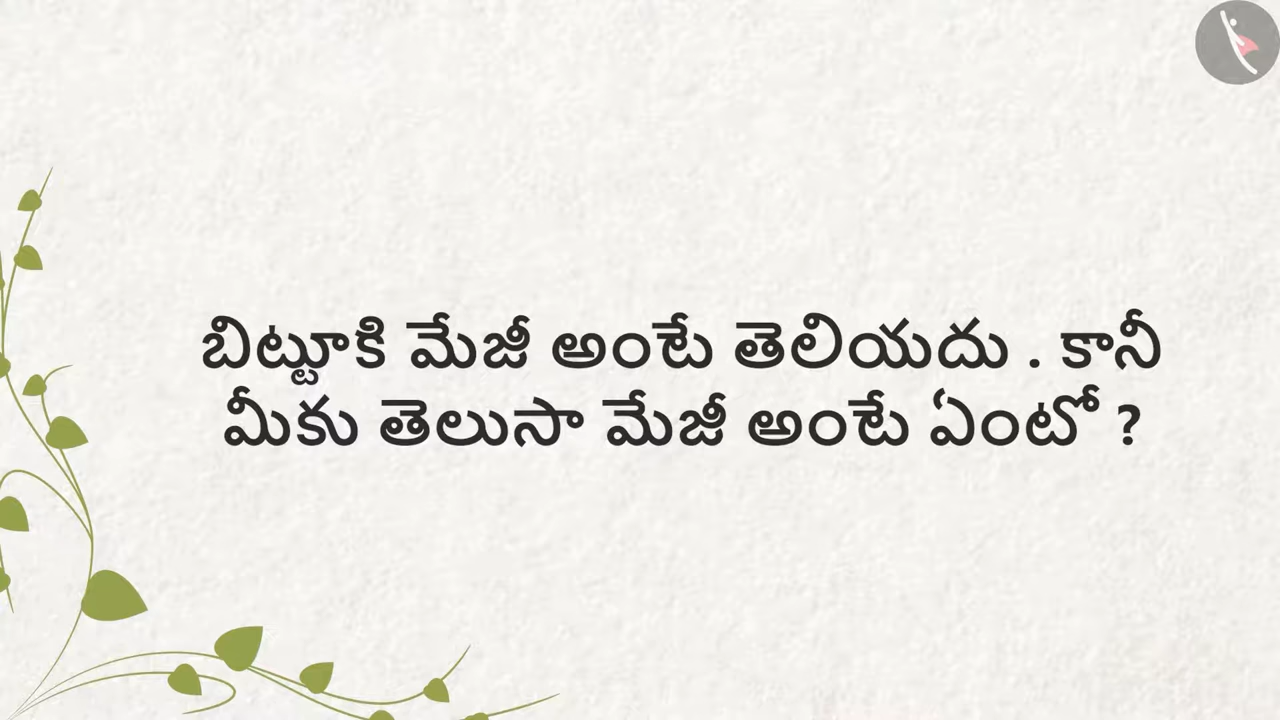 బిట్టూకి మేజీ అంటే తెలియదు . కానీ
మీకు తెలుసా మేజీ అంటే ఏంటో ?